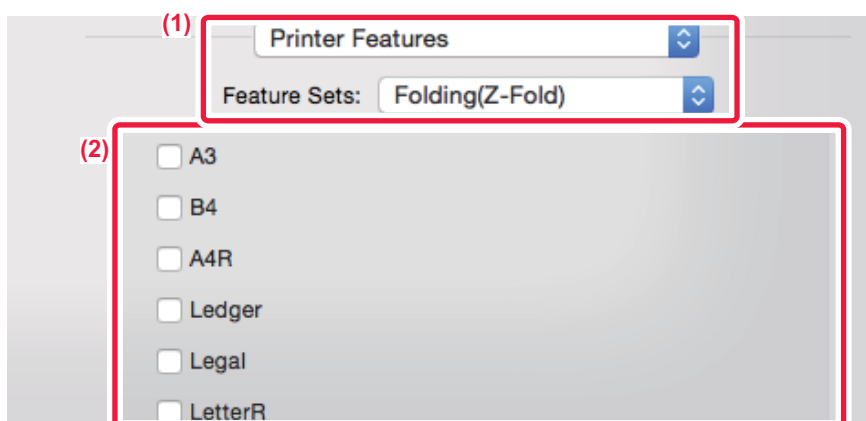 (1)
Printer Features
Feature Sets: Folding(Z-Fold)
(2)
A3
B4
A4R
Ledger
Legal
LetterR